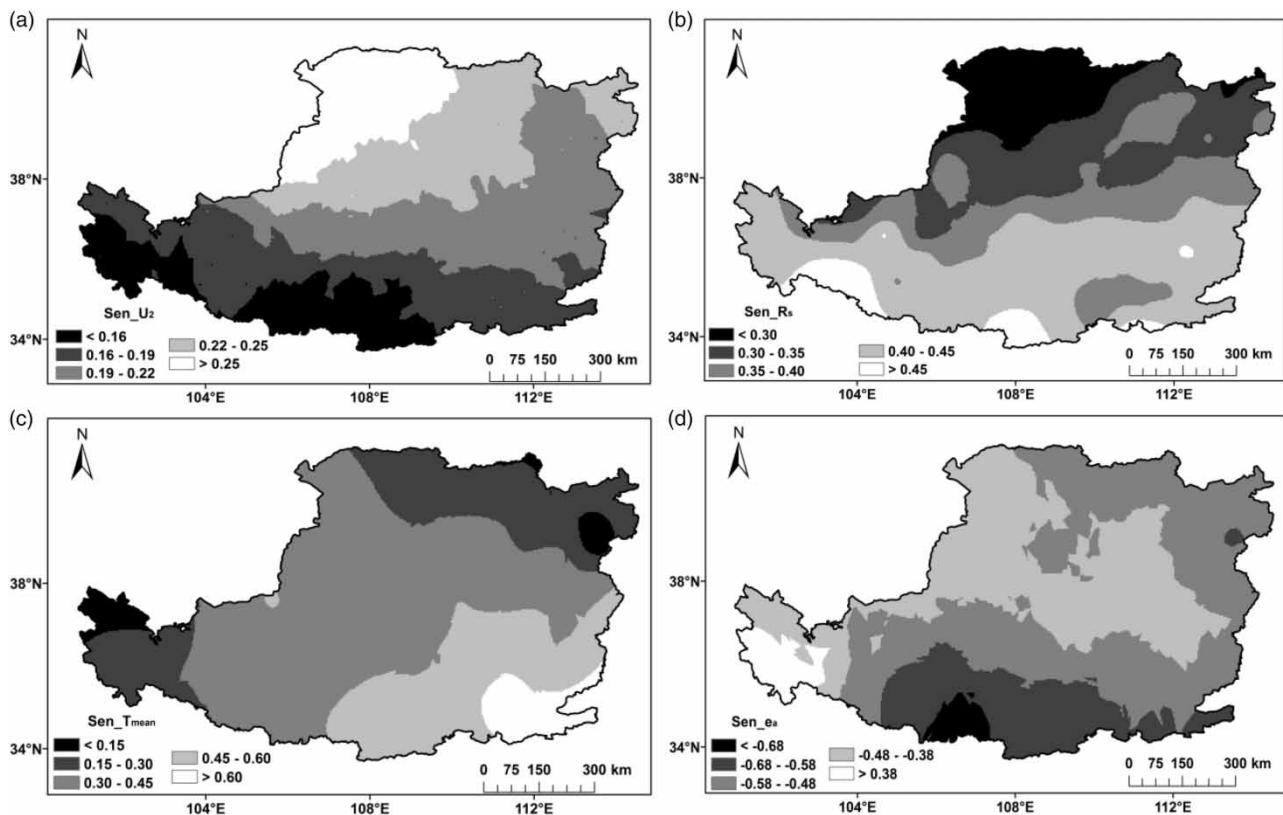 (a)
N
38°N
34°N
Sen_U2
< 0.16
0.16 - 0.19
0.19 - 0.22
0.22 - 0.25
> 0.25
0 75 150 300 km
104°E 108°E 112°E
(b)
N
38°N
34°N
Sen_Rs
< 0.30
0.30 - 0.35
0.35 - 0.40
0.40 - 0.45
> 0.45
0 75 150 300 km
104°E 108°E 112°E
(c)
N
38°N
34°N
Sen_Tmean
< 0.15
0.15 - 0.30
0.30 - 0.45
0.45 - 0.60
> 0.60
0 75 150 300 km
104°E 108°E 112°E
(d)
N
38°N
34°N
Sen_ea
< -0.68
-0.68 - -0.58
-0.58 - -0.48
-0.48 - -0.38
> 0.38
0 75 150 300 km
104°E 108°E 112°E